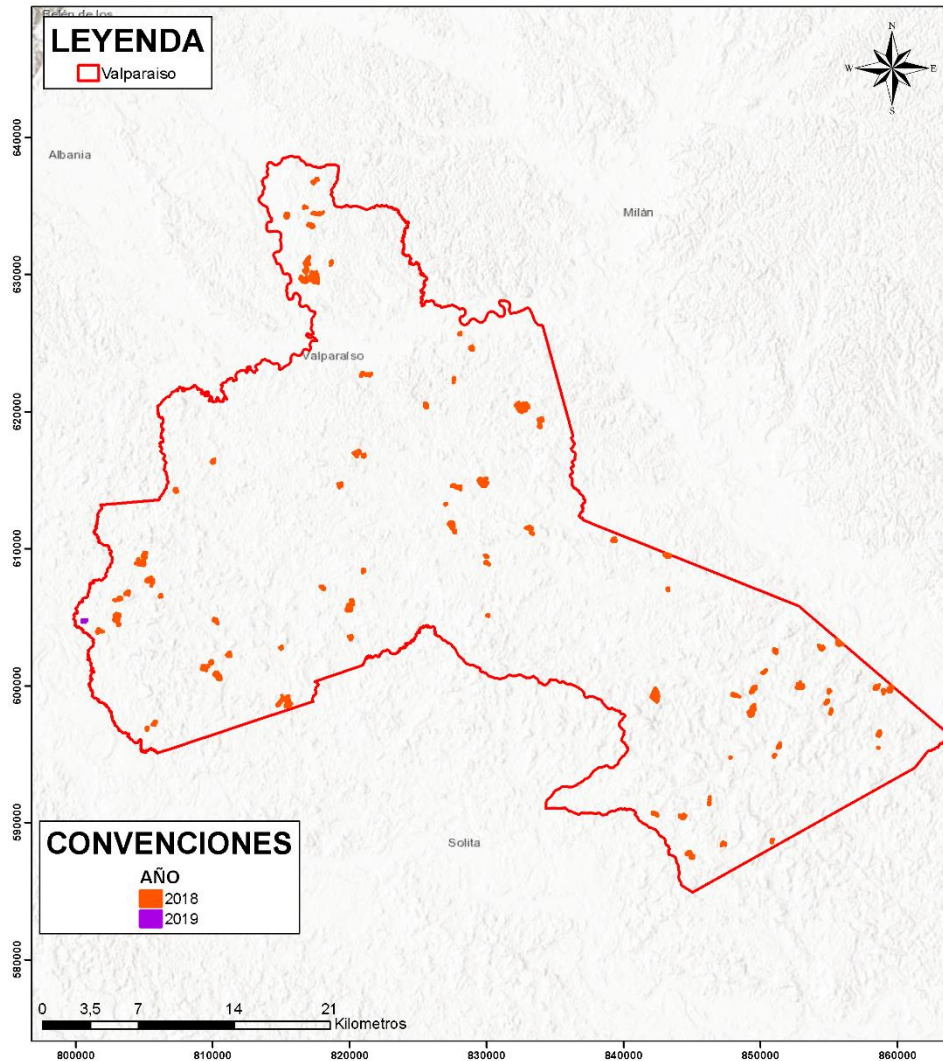 Belén de los
LEYENDA
Valparaiso
N
W
E
S
640000
Albania
Milán
630000
Valparaíso
620000
610000
600000
590000
Solita
CONVENCIONES
AÑO
2018
2019
580000
0 3,5 7 14 21
Kilometros
800000 810000 820000 830000 840000 850000 860000